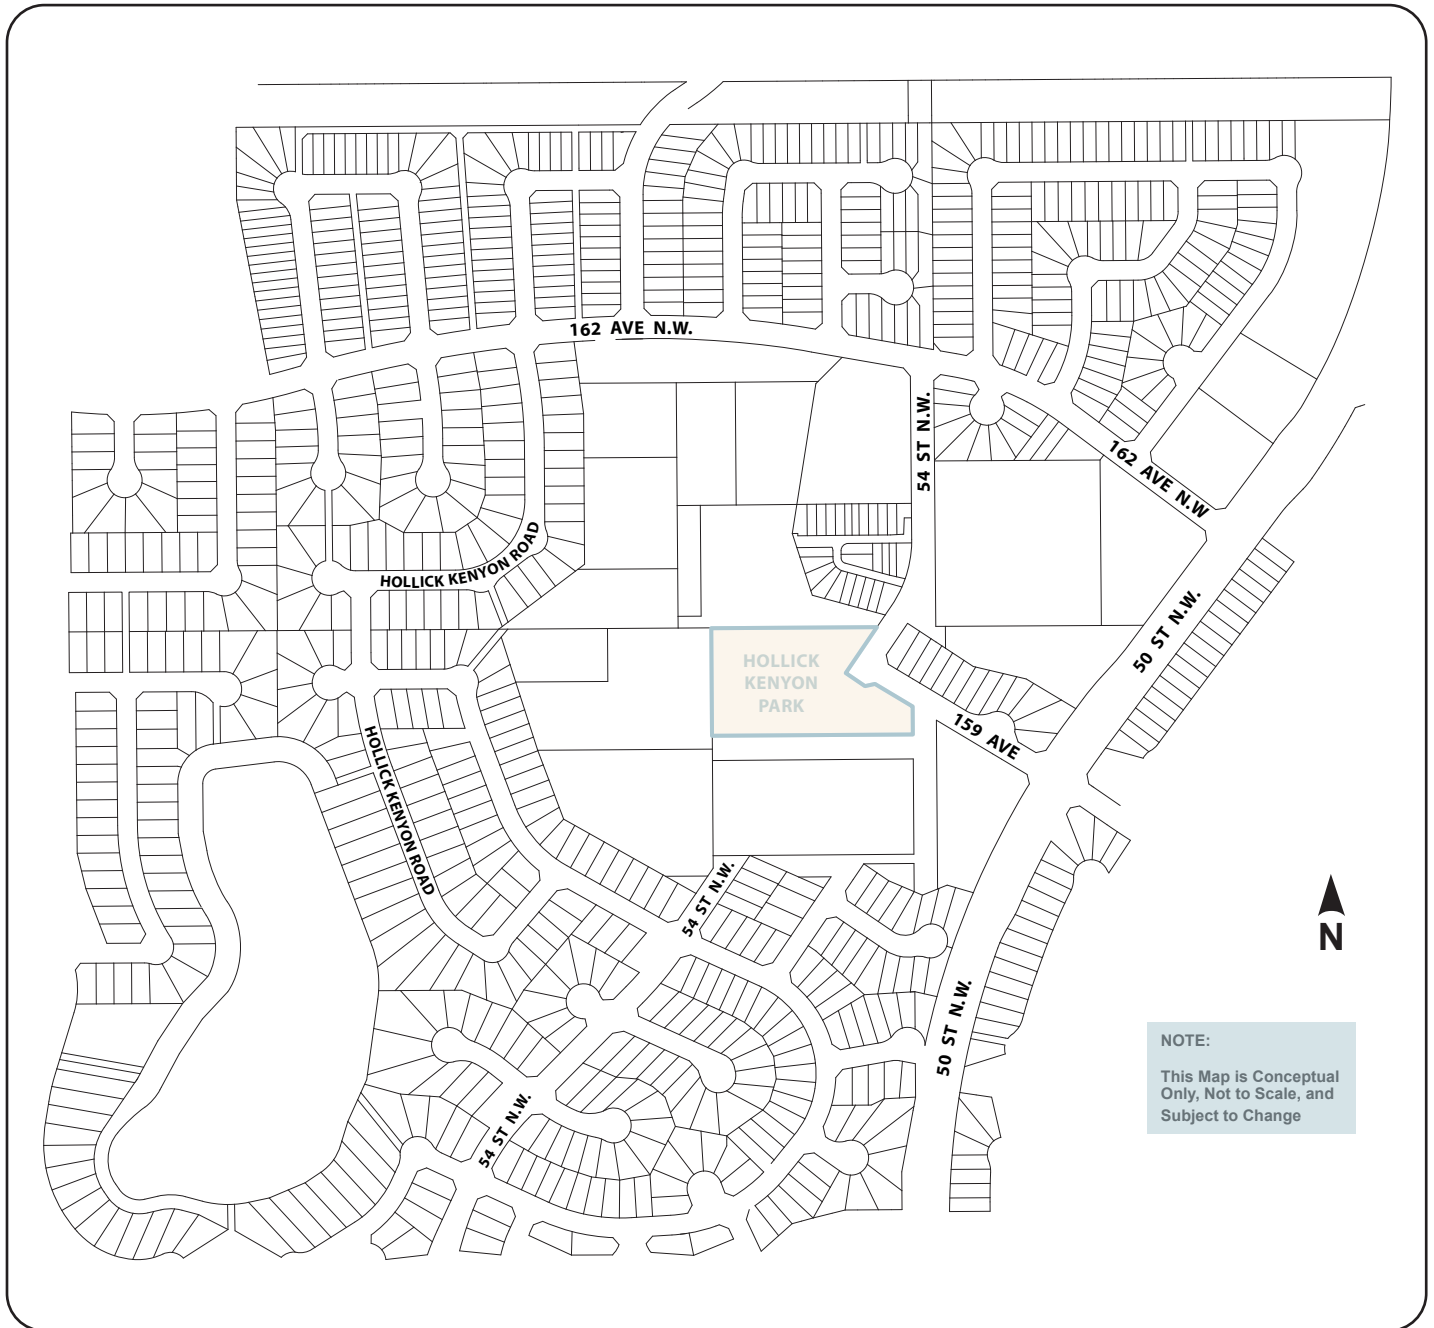 162 AVE N.W.
54 ST N.W.
162 AVE N.W
HOLLICK KENYON ROAD
50 ST N.W.
HOLLICK
KENYON
PARK
159 AVE
HOLLICK KENYON ROAD
54 ST N.W.
N
50 ST N.W.
NOTE:
This Map is Conceptual
Only, Not to Scale, and
Subject to Change
54 ST N.W.